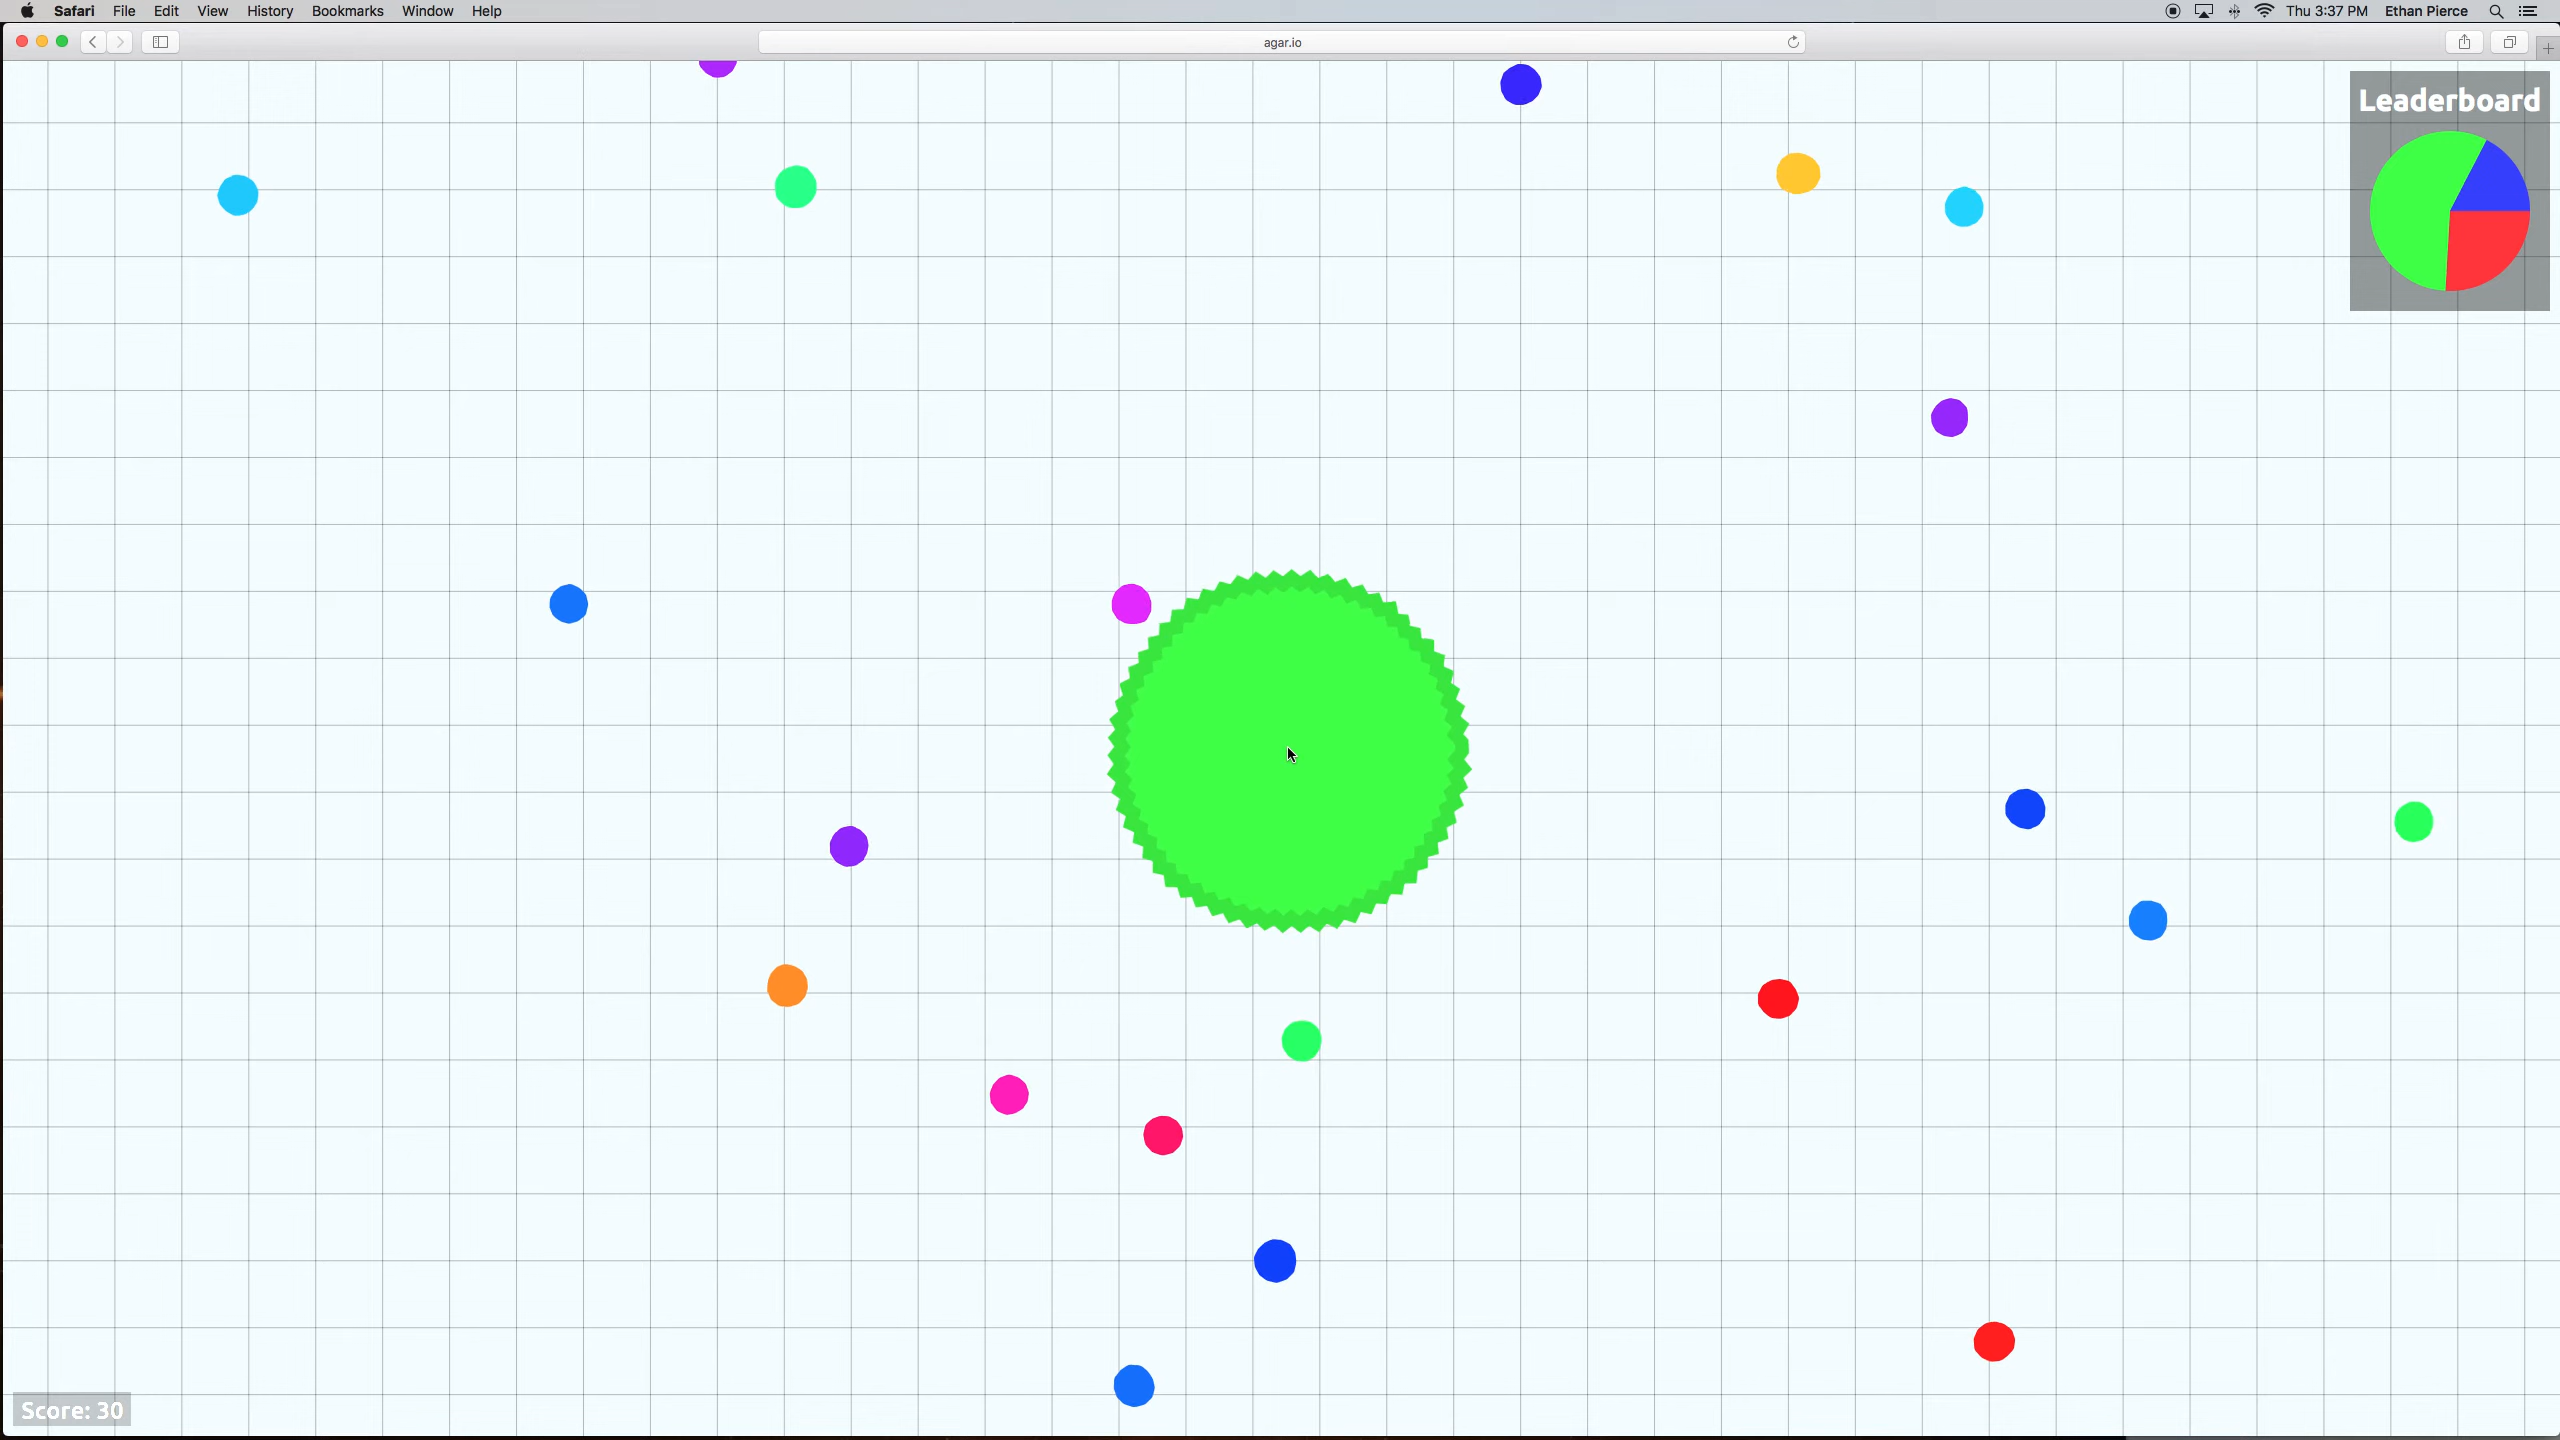 Safari File Edit View History Bookmarks Window Help Thu 3:37 PM Ethan Pierce
agar.io
Leaderboard
Score: 30